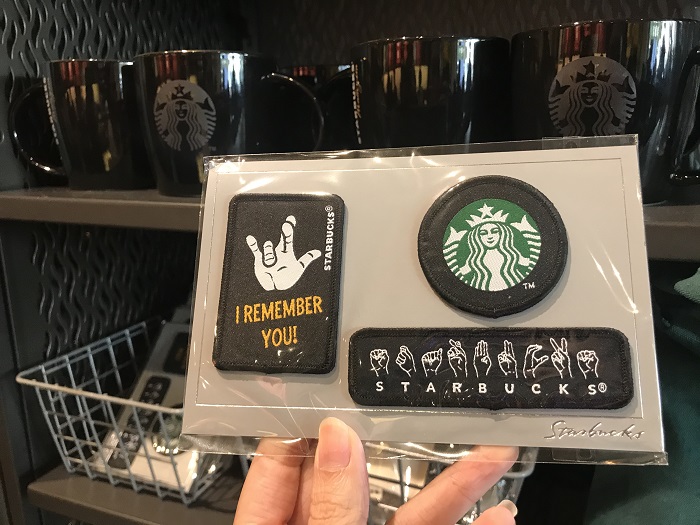 STARBUCKS®
I REMEMBER
YOU!
TM
STARBUCKS®
Starbucks